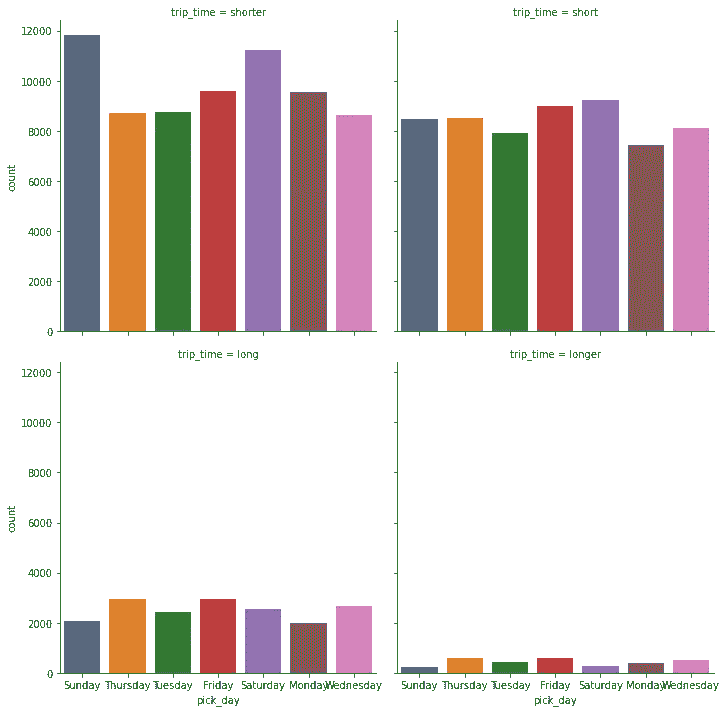 trip_time = shorter
trip_time = short
12000
10000
8000
6000
4000
2000
0
count
trip_time = long
trip_time = longer
12000
10000
8000
6000
4000
2000
0
count
Sunday Thursday Tuesday Friday Saturday Monday Wednesday
Sunday Thursday Tuesday Friday Saturday Monday Wednesday
pick_day
pick_day